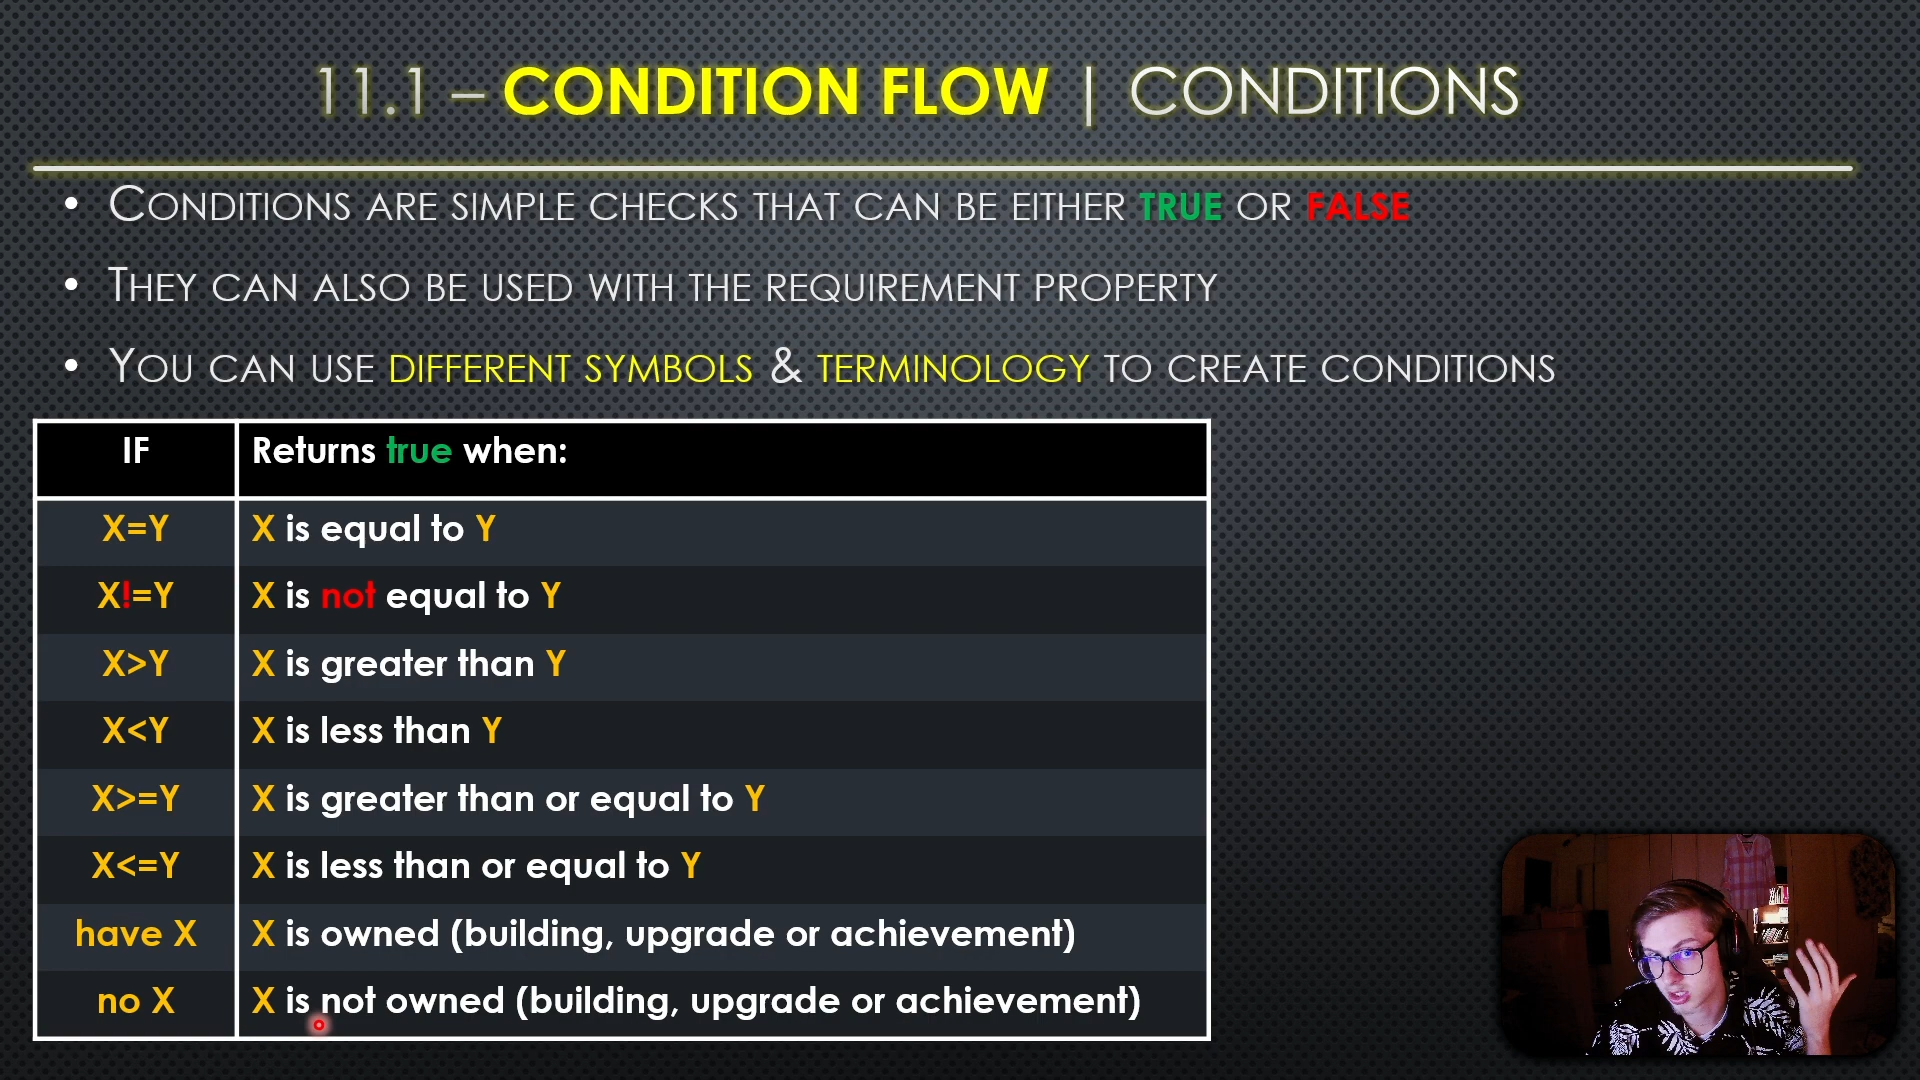 11.1 – CONDITION FLOW | CONDITIONS
• CONDITIONS ARE SIMPLE CHECKS THAT CAN BE EITHER TRUE OR FALSE
• THEY CAN ALSO BE USED WITH THE REQUIREMENT PROPERTY
• YOU CAN USE DIFFERENT SYMBOLS & TERMINOLOGY TO CREATE CONDITIONS
IF Returns true when:
X=Y X is equal to Y
X!=Y X is not equal to Y
X>Y X is greater than Y
X<Y X is less than Y
X>=Y X is greater than or equal to Y
X<=Y X is less than or equal to Y
have X X is owned (building, upgrade or achievement)
no X X is not owned (building, upgrade or achievement)